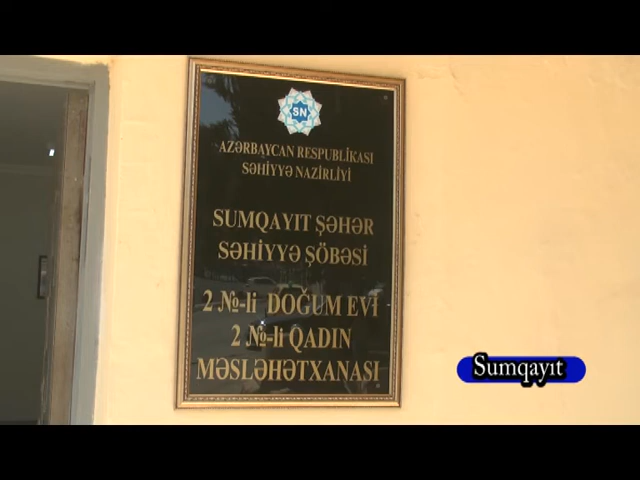 SN
AZƏRBAYCAN RESPUBLİKASI
SƏHİYYƏ NAZİRLİYİ
SUMQAYIT ŞƏHƏR
SƏHİYYƏ ŞÖBƏSİ
2 №-li DOĞUM EVİ
2 №-li QADIN
MƏSLƏHƏTXANASI
Sumqayıt